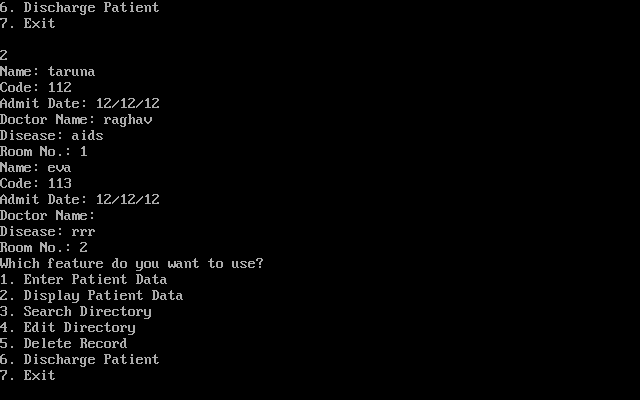 6. Discharge Patient
7. Exit
2
Name: taruna
Code: 112
Admit Date: 12/12/12
Doctor Name: raghav
Disease: aids
Room No.: 1
Name: eva
Code: 113
Admit Date: 12/12/12
Doctor Name:
Disease: rrr
Room No.: 2
Which feature do you want to use?
1. Enter Patient Data
2. Display Patient Data
3. Search Directory
4. Edit Directory
5. Delete Record
6. Discharge Patient
7. Exit